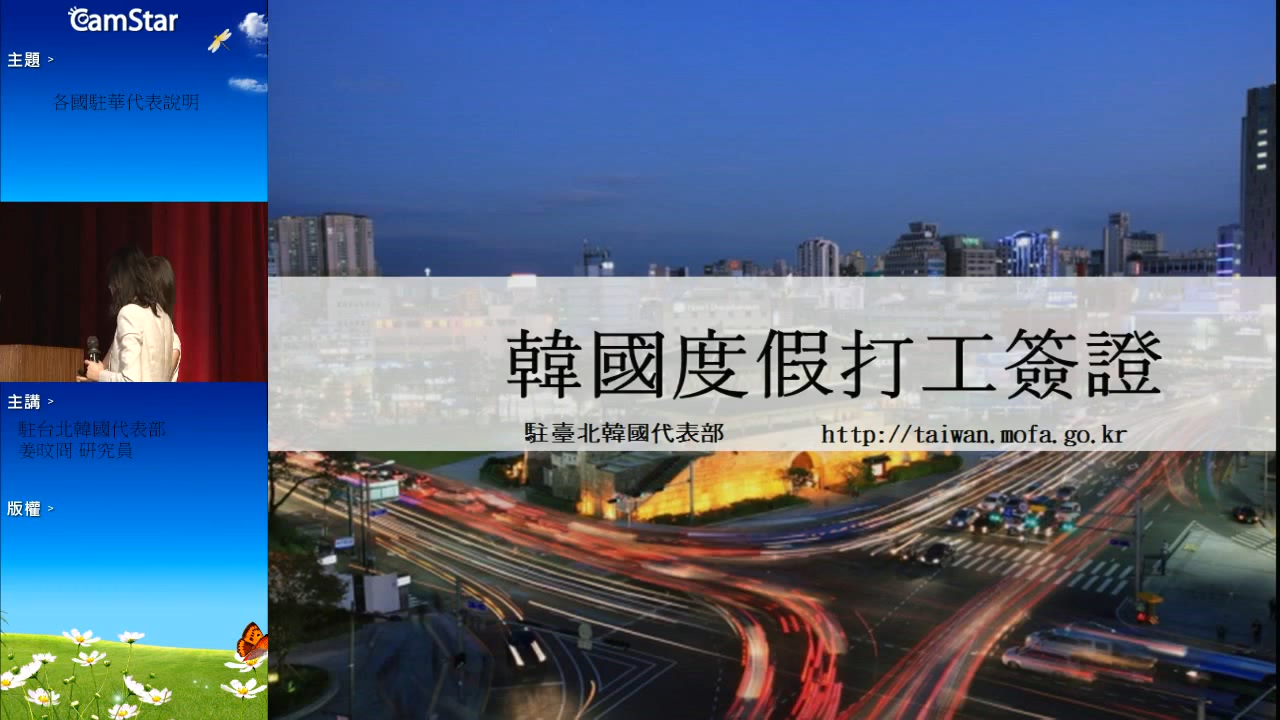 CamStar
主題 >
各國駐華代表說明
主講 >
駐台北韓國代表部
姜旼閰 研究員
版權 >
韓國度假打工簽證
駐臺北韓國代表部 http://taiwan.mofa.go.kr